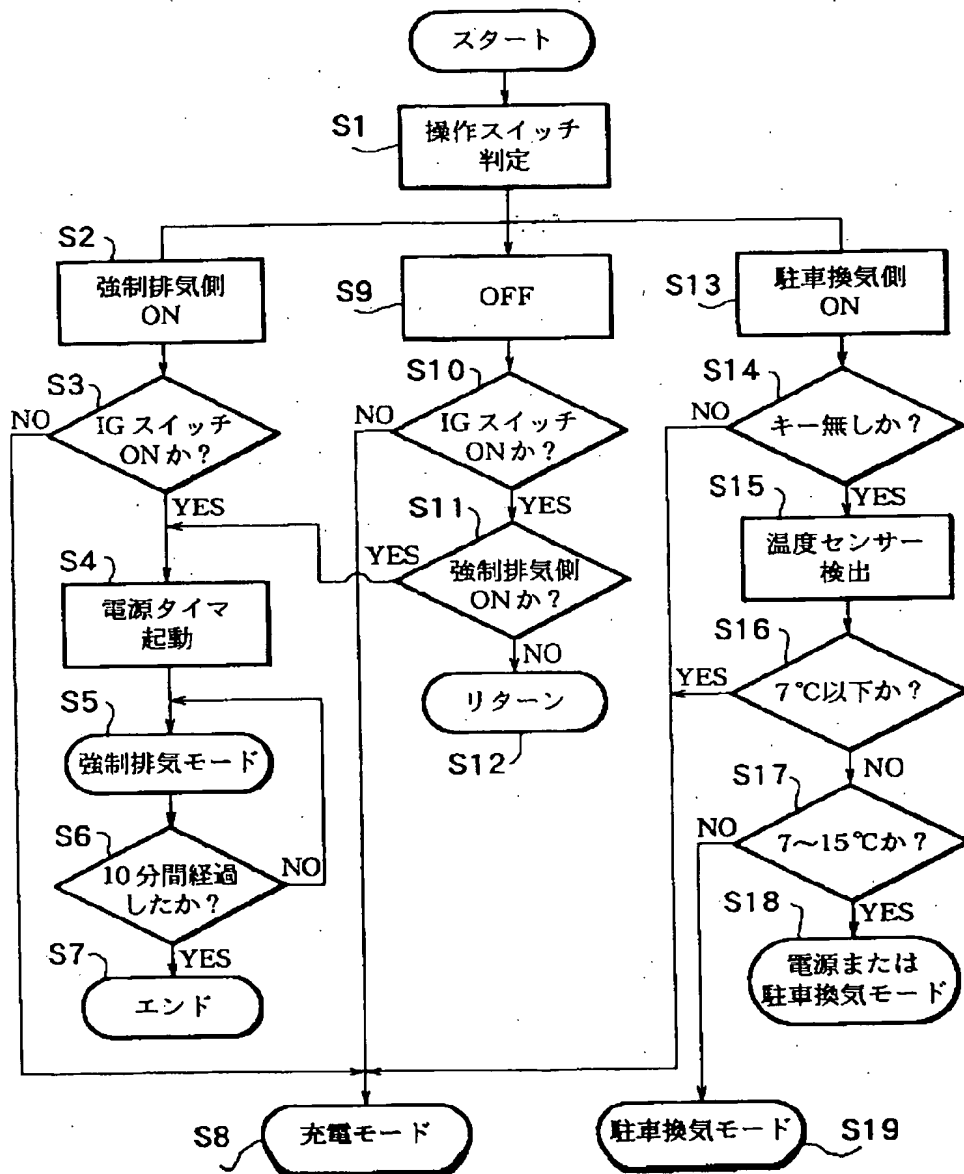 スタート
S1
操作スイッチ
判定
S2
強制排気側
ON
S9
OFF
S13
駐車換気側
ON
S3
NO
IGスイッチ
ONか?
YES
S10
NO
IGスイッチ
ONか?
YES
S14
NO
キー無しか?
YES
S4
電源タイマ
起動
S11
YES
強制排気側
ONか?
NO
S15
温度センサー
検出
S5
強制排気モード
リターン
S12
S16
YES
7℃以下か?
NO
S6
10分間経過
したか?
NO
YES
S17
NO
7〜15℃か?
YES
S7
エンド
S18
電源または
駐車換気モード
S8
充電モード
駐車換気モード
S19